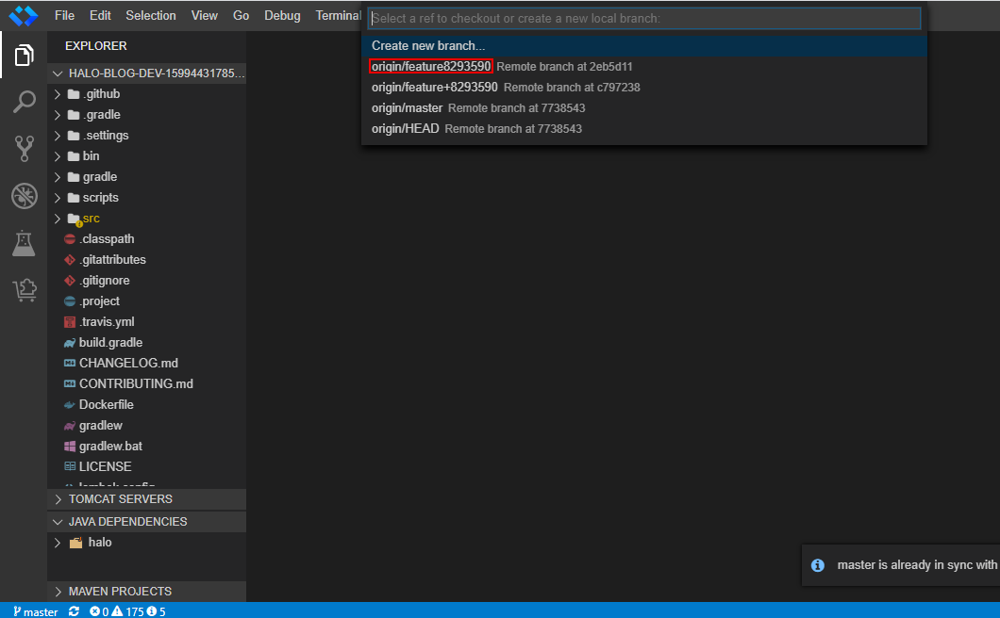 File Edit Selection View Go Debug Terminal
Select a ref to checkout or create a new local branch:
Create new branch...
origin/feature8293590 Remote branch at 2eb5d11
origin/feature+8293590 Remote branch at c797238
origin/master Remote branch at 7738543
origin/HEAD Remote branch at 7738543
EXPLORER
HALO-BLOG-DEV-15994431785...
.github
.gradle
.settings
bin
gradle
scripts
src
.classpath
.gitattributes
.gitignore
.project
.travis.yml
build.gradle
CHANGELOG.md
CONTRIBUTING.md
Dockerfile
gradlew
gradlew.bat
LICENSE
lombok.config
TOMCAT SERVERS
JAVA DEPENDENCIES
halo
MAVEN PROJECTS
master is already in sync with
master 0 175 5